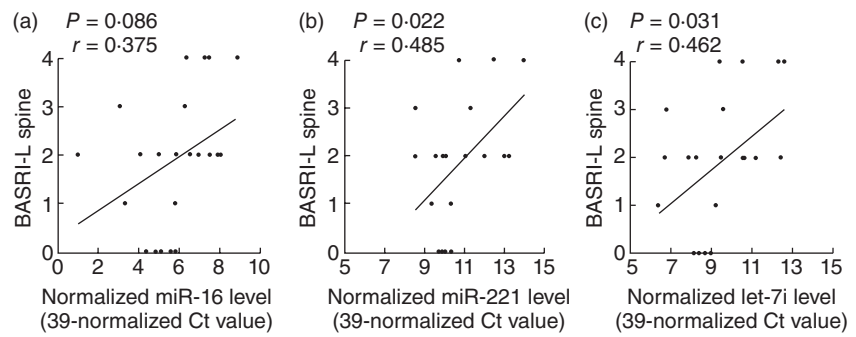 (a) P = 0·086
r = 0·375
4
3
2
1
0
BASRI-L spine
0 2 4 6 8 10
Normalized miR-16 level
(39-normalized Ct value)
(b) P = 0·022
r = 0·485
4
3
2
1
0
BASRI-L spine
5 7 9 11 13 15
Normalized miR-221 level
(39-normalized Ct value)
(c) P = 0·031
r = 0·462
4
3
2
1
0
BASRI-L spine
5 7 9 11 13 15
Normalized let-7i level
(39-normalized Ct value)